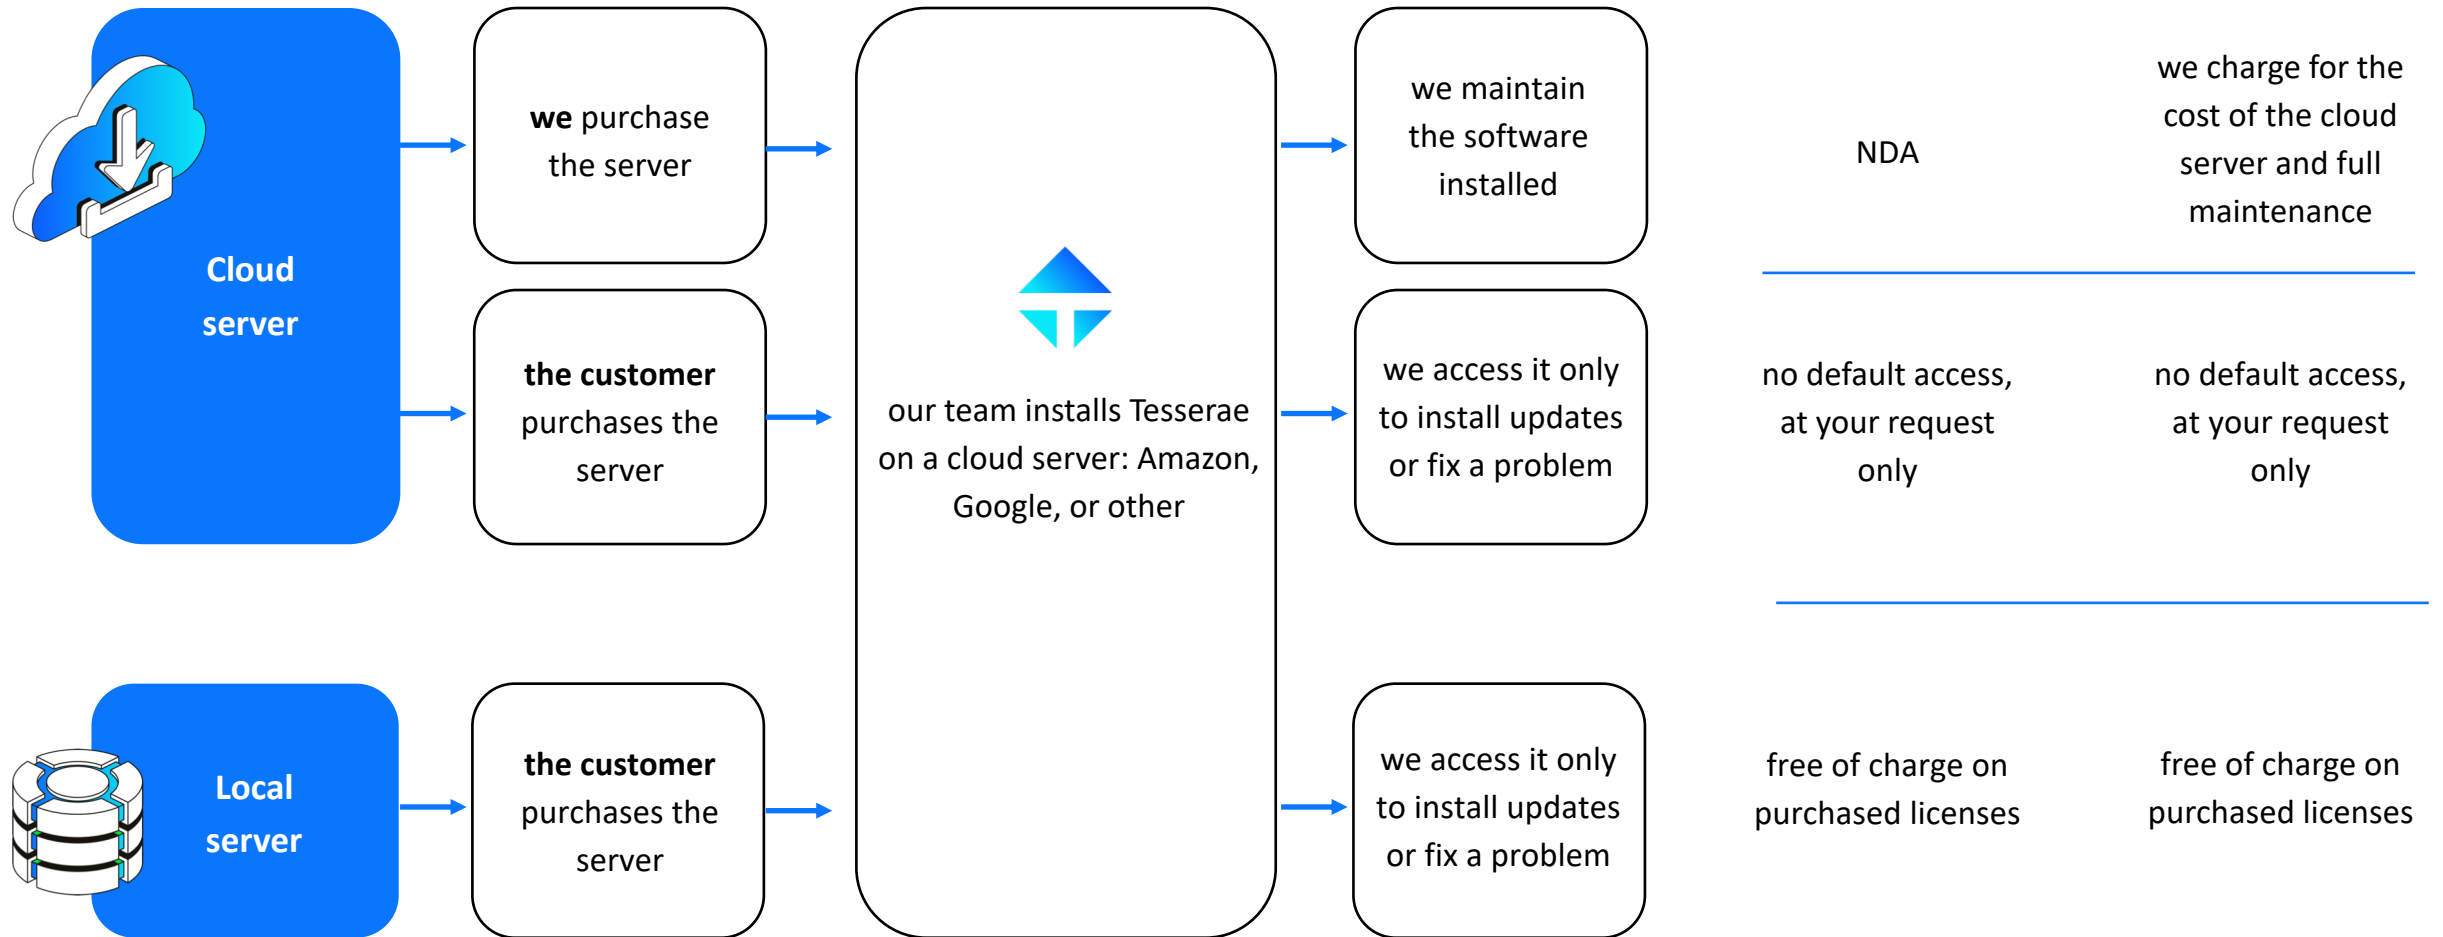 Cloud
server
we purchase
the server
the customer
purchases the
server
our team installs Tesserae
on a cloud server: Amazon,
Google, or other
we maintain
the software
installed
we access it only
to install updates
or fix a problem
NDA
we charge for the
cost of the cloud
server and full
maintenance
no default access,
at your request
only
no default access,
at your request
only
Local
server
the customer
purchases the
server
we access it only
to install updates
or fix a problem
free of charge on
purchased licenses
free of charge on
purchased licenses